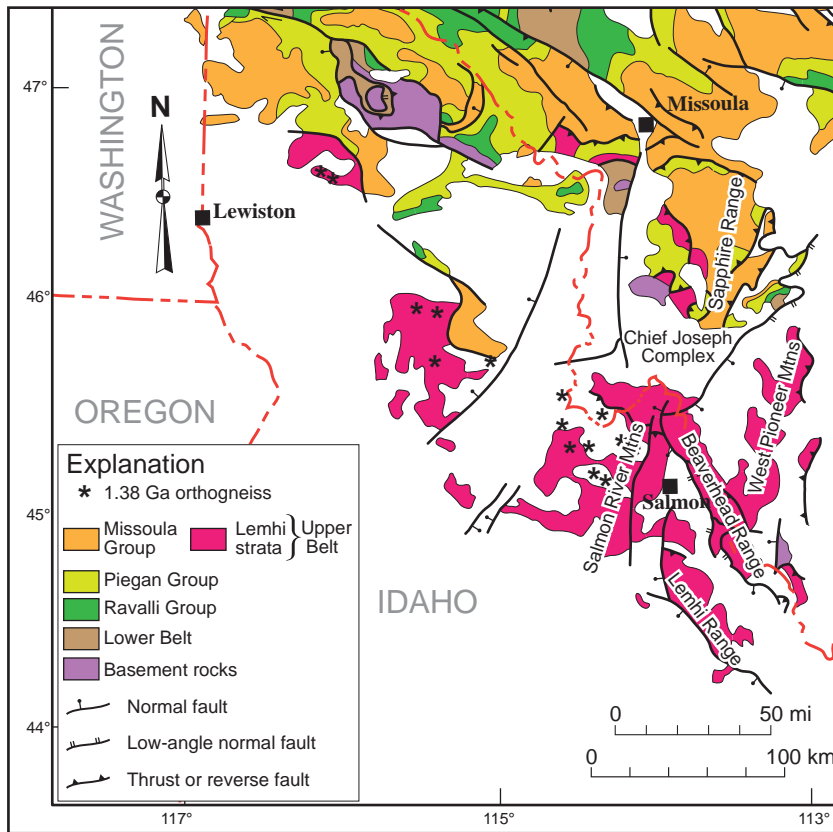 WASHINGTON
47°
N
Missoula
Lewiston
Sapphire Range
46°
Chief Joseph
Complex
OREGON
West Pioneer Mtns
Beaverhead Range
Salmon River Mtns
Salmon
45°
Lemhi Range
IDAHO
Explanation
* 1.38 Ga orthogneiss
Missoula Group
Lemhi strata } Upper Belt
Piegan Group
Ravalli Group
Lower Belt
Basement rocks
Normal fault
Low-angle normal fault
Thrust or reverse fault
44°
0 50 mi
0 100 km
117° 115° 113°